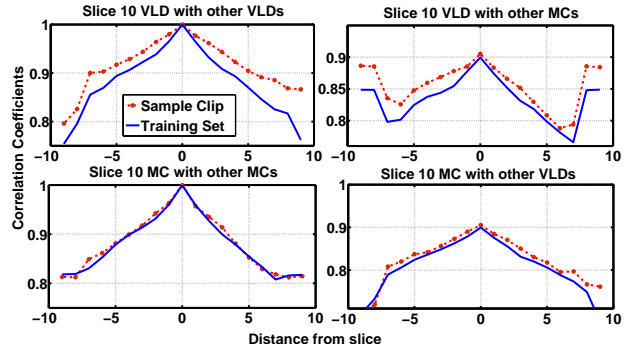 Slice 10 VLD with other VLDs
Slice 10 VLD with other MCs
Correlation Coefficients
1
0.9
0.8
−10 −5 0 5 10
Sample Clip
Training Set
0.9
0.85
0.8
0.85
−10 −5 0 5 10
Slice 10 MC with other MCs
Slice 10 MC with other VLDs
1
0.9
0.8
−10 −5 0 5 10
1
0.9
0.8
−10 −5 0 5 10
Distance from slice